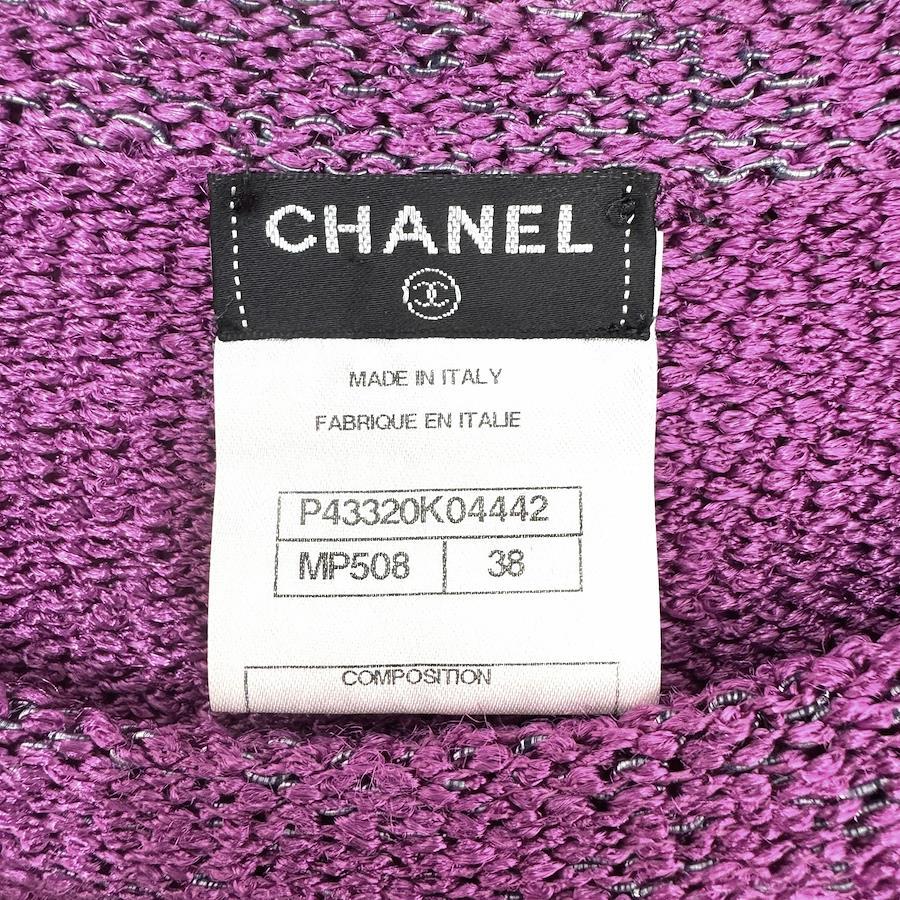 CHANEL
MADE IN ITALY
FABRIQUE EN ITALIE
P43320K04442
MP508 38
COMPOSITION